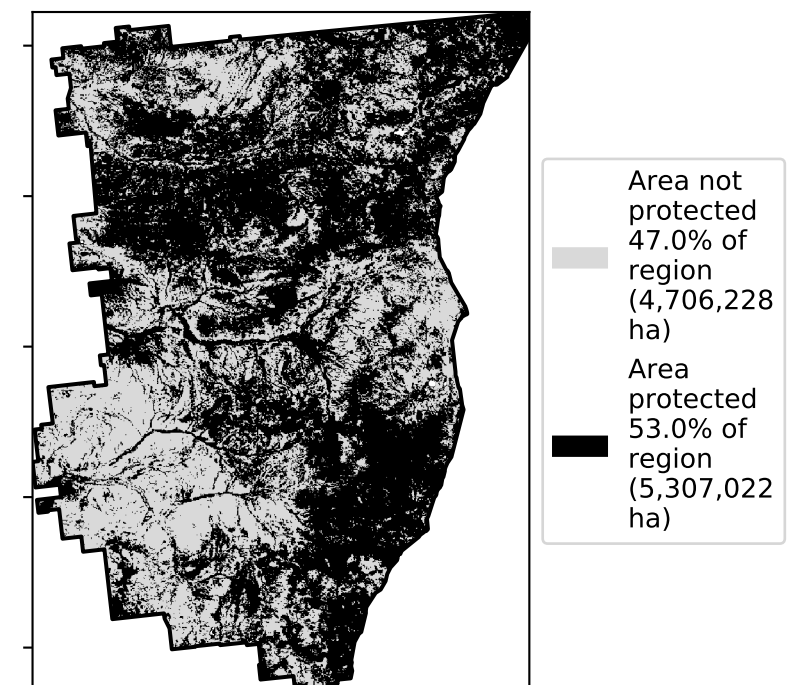 Area not
protected
47.0% of
region
(4,706,228
ha)
Area
protected
53.0% of
region
(5,307,022
ha)